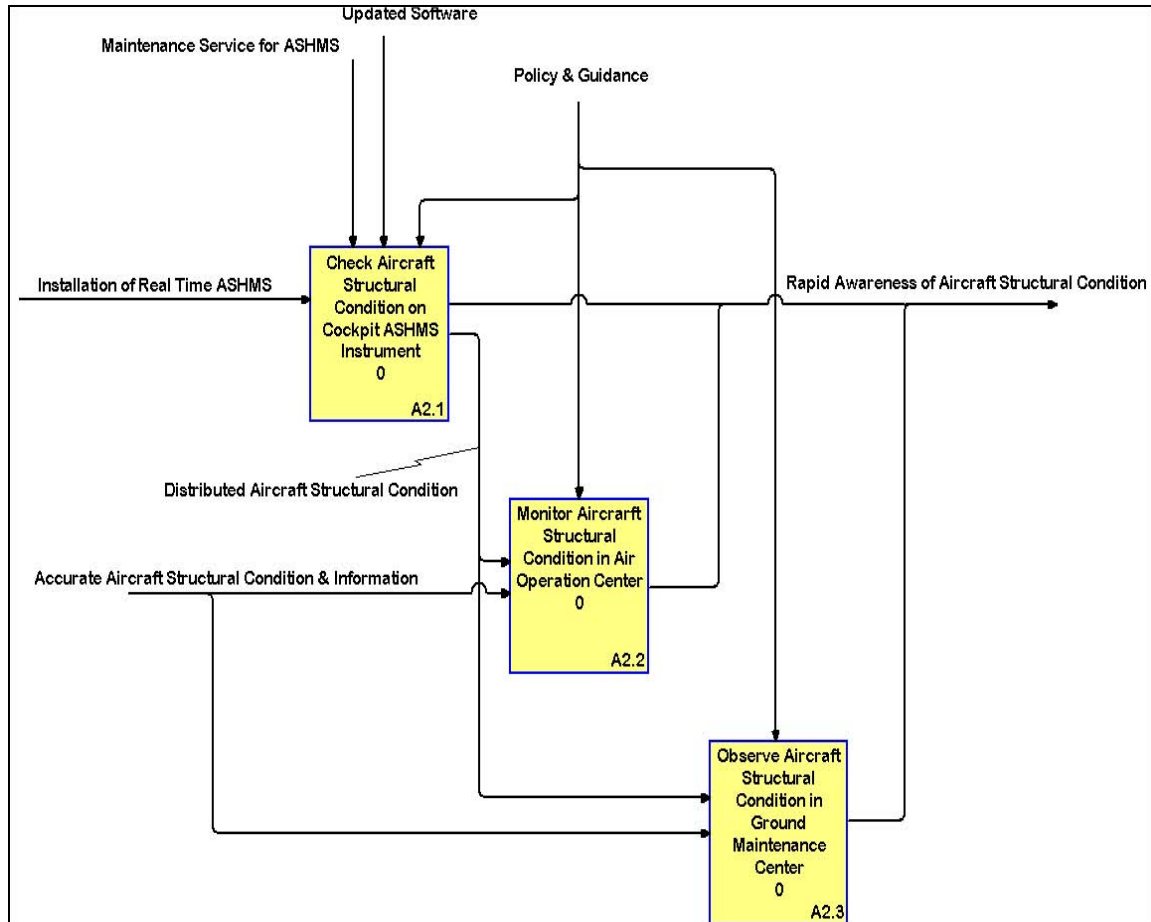 Updated Software
Maintenance Service for ASHMS
Policy & Guidance
Check Aircraft
Structural
Condition on
Cockpit ASHMS
Instrument
0
A2.1
Installation of Real Time ASHMS
Rapid Awareness of Aircraft Structural Condition
Distributed Aircraft Structural Condition
Monitor Aircrarft
Structural
Condition in Air
Operation Center
0
A2.2
Accurate Aircraft Structural Condition & Information
Observe Aircraft
Structural
Condition in
Ground
Maintenance
Center
0
A2.3